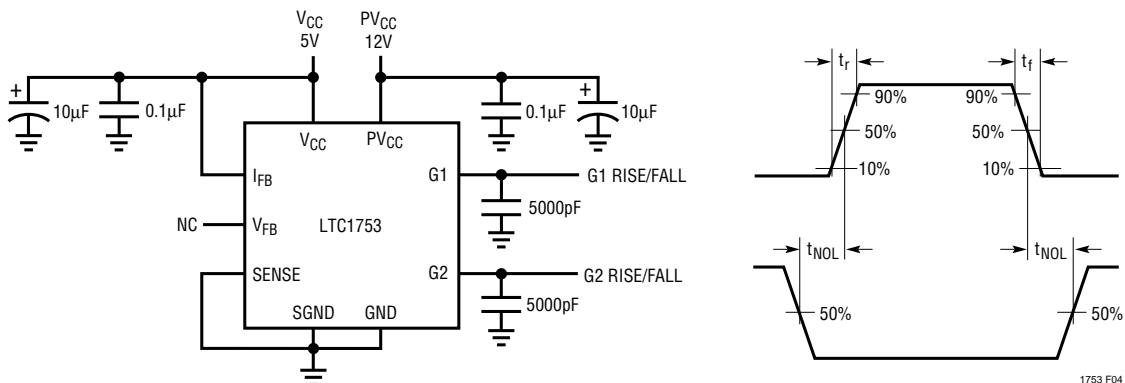 VCC
5V
PVCC
12V
+
10µF
0.1µF
0.1µF
+
10µF
VCC
PVCC
IFB
G1
G1 RISE/FALL
5000pF
NC
VFB
LTC1753
SENSE
G2
G2 RISE/FALL
5000pF
SGND
GND
tr
tf
90%
90%
50%
50%
10%
10%
tNOL
tNOL
50%
50%
1753 F04